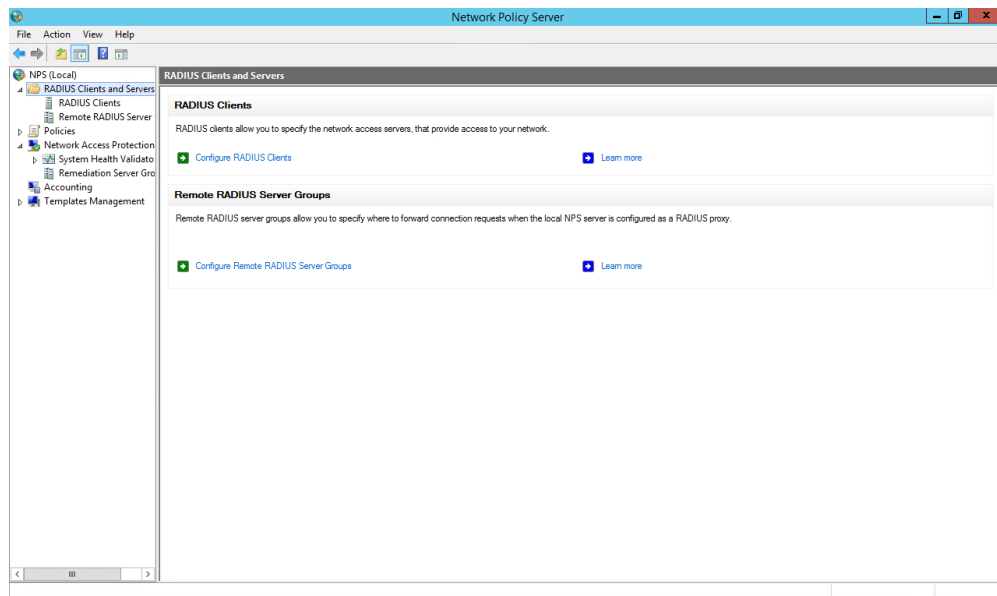 Network Policy Server
File Action View Help
NPS (Local)
RADIUS Clients and Servers
RADIUS Clients
Remote RADIUS Server
Policies
Network Access Protection
System Health Validato
Remediation Server Gro
Accounting
Templates Management
RADIUS Clients and Servers
RADIUS Clients
RADIUS clients allow you to specify the network access servers, that provide access to your network.
Configure RADIUS Clients Learn more
Remote RADIUS Server Groups
Remote RADIUS server groups allow you to specify where to forward connection requests when the local NPS server is configured as a RADIUS proxy.
Configure Remote RADIUS Server Groups Learn more